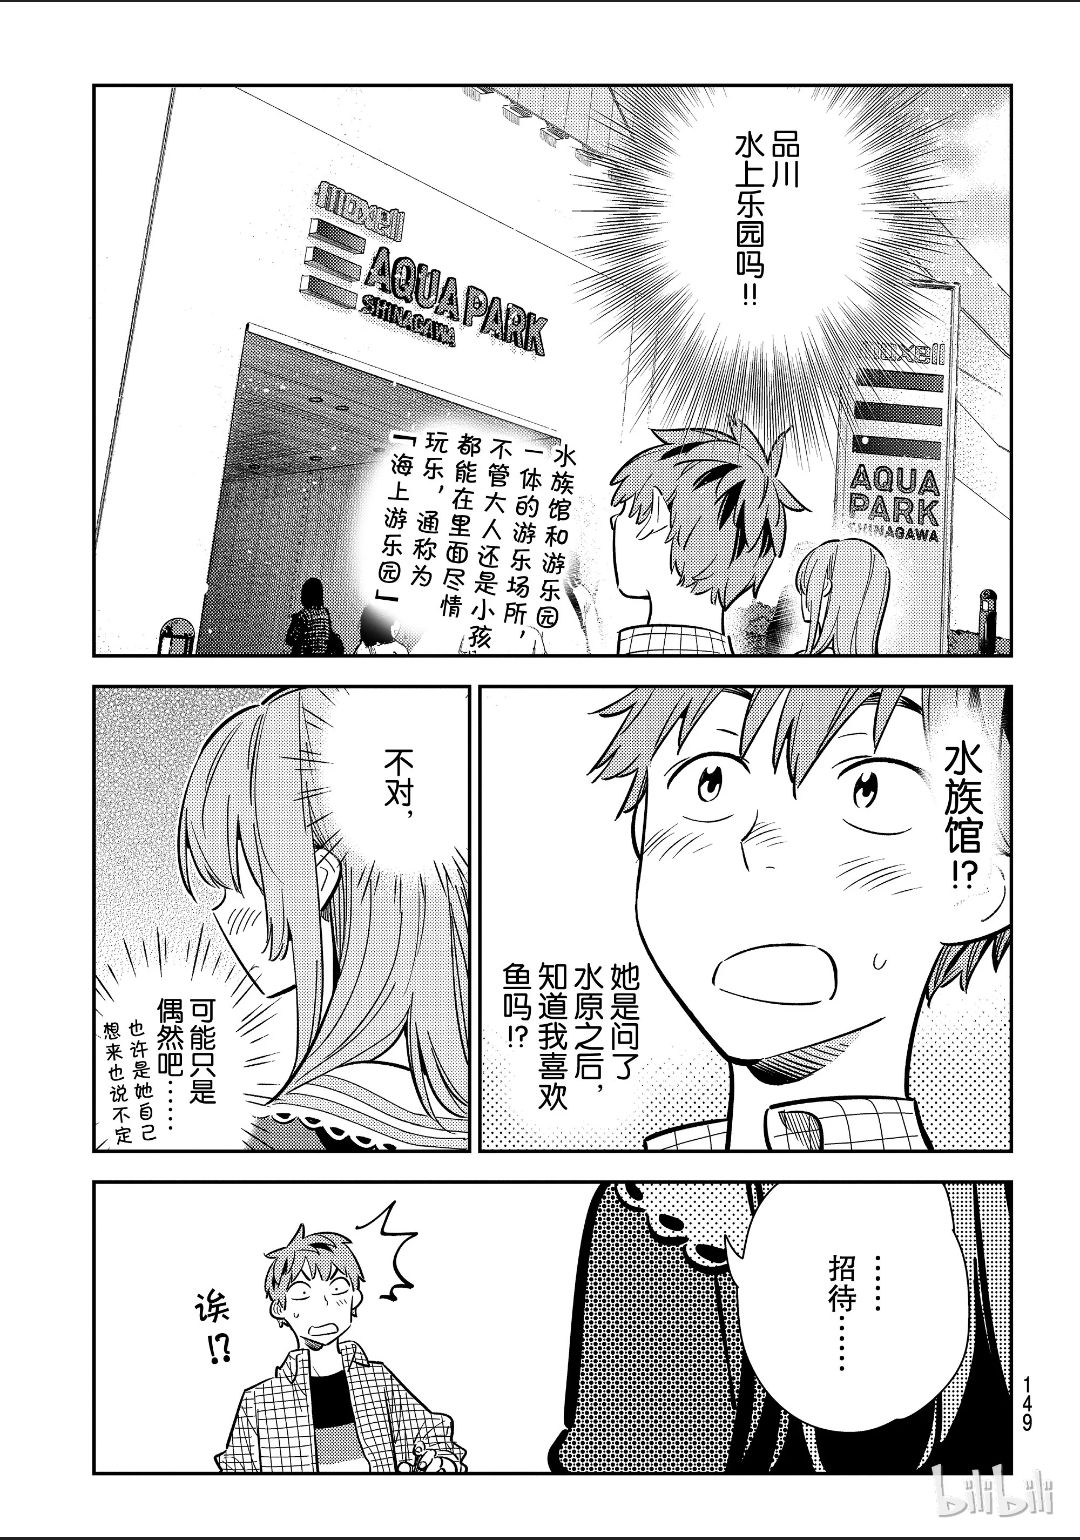 品川
水上乐园吗!!
maxell
AQUA PARK
SHINAGAWA
maxell
AQUA
PARK
SHINAGAWA
水族馆和游乐园
一体的游乐场所，
不管大人还是小孩
都能在里面尽情
玩乐，通称为
「海上游乐园」
水族馆!?
她是问了
水原之后，
知道我喜欢
鱼吗!?
不对，
可能只是
偶然吧……
也许是她自己
想来也说不定
……
招待……
诶
!?
149
bilibili